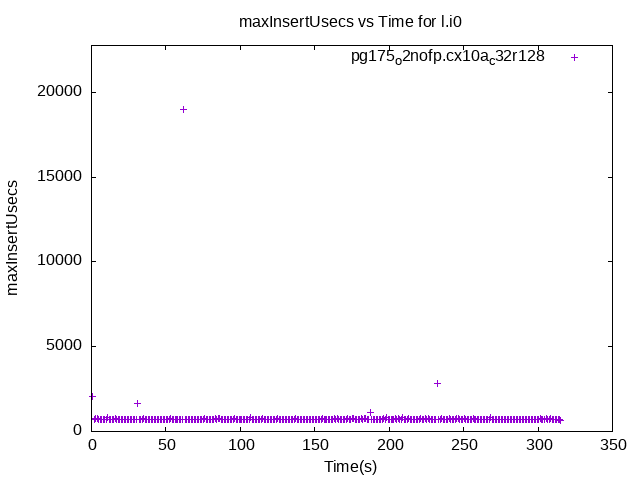 maxInsertUsecs vs Time for l.i0
pg175o2nofp.cx10ac32r128
20000
15000
10000
5000
0
maxInsertUsecs
0 50 100 150 200 250 300 350
Time(s)